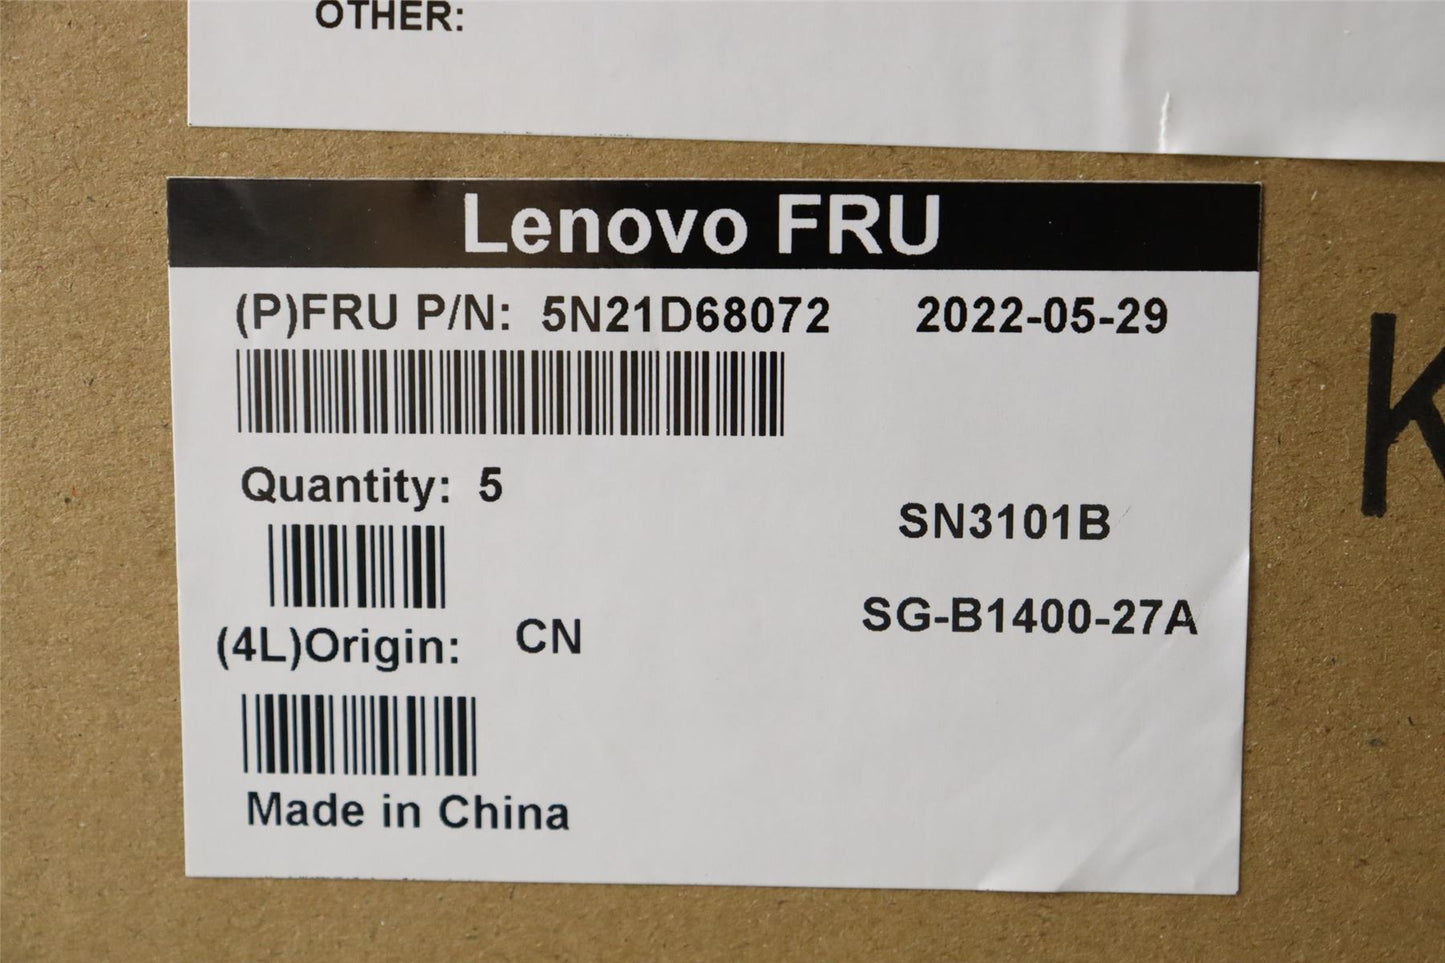 OTHER:
Lenovo FRU
(P)FRU P/N: 5N21D68072 2022-05-29
Quantity: 5
SN3101B
SG-B1400-27A
(4L)Origin: CN
Made in China
K